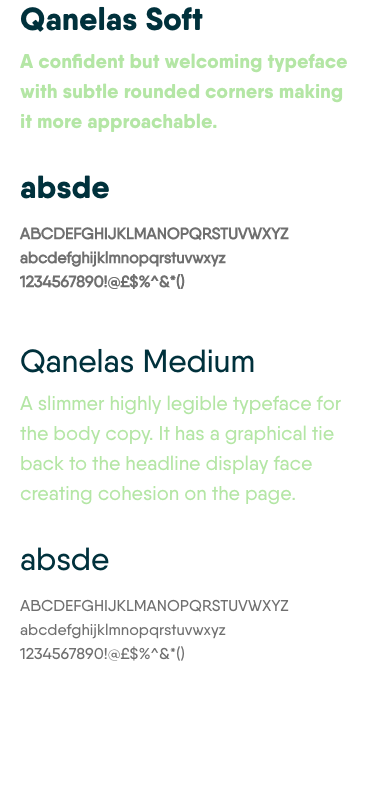 Qanelas Soft
A confident but welcoming typeface
with subtle rounded corners making
it more approachable.
absde
ABCDEFGHIJKLMANOPQRSTUVWXYZ
abcdefghijklmnopqrstuvwxyz
1234567890!@£$%^&*()
Qanelas Medium
A slimmer highly legible typeface for
the body copy. It has a graphical tie
back to the headline display face
creating cohesion on the page.
absde
ABCDEFGHIJKLMANOPQRSTUVWXYZ
abcdefghijklmnopqrstuvwxyz
1234567890!@£$%^&*()